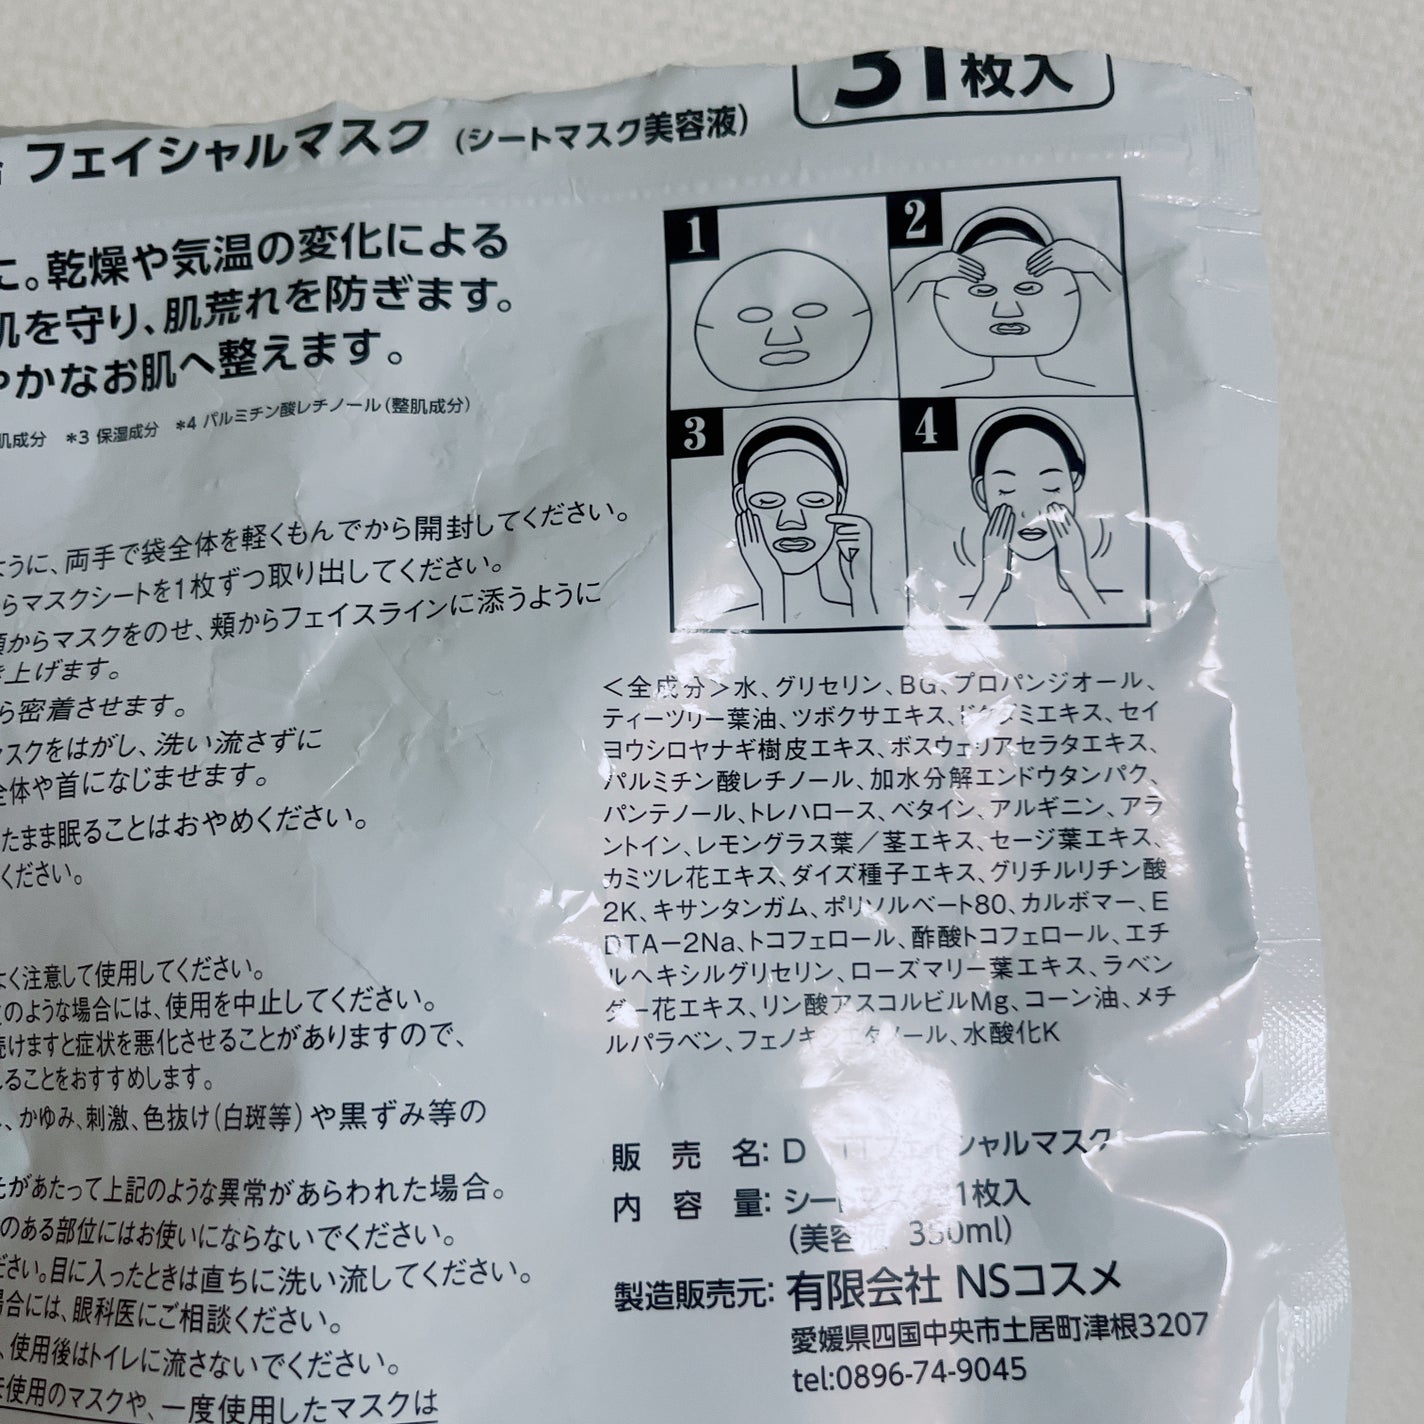 31枚入
フェイシャルマスク (シートマスク美容液)
に。乾燥や気温の変化による
肌を守り、肌荒れを防ぎます。
やかなお肌へ整えます。
肌成分 *3 保湿成分 *4 パルミチン酸レチノール(整肌成分)
1
2
3
4
ように、両手で袋全体を軽くもんでから開封してください。
らマスクシートを1枚ずつ取り出してください。
からマスクをのせ、頬からフェイスラインに添うように
き上げます。
ら密着させます。
マスクをはがし、洗い流さずに
全体や首になじませます。
たまま眠ることはおやめください。
ください。
よく注意して使用してください。
のような場合には、使用を中止してください。
続けますと症状を悪化させることがありますので、
ることをおすすめします。
、かゆみ、刺激、色抜け(白斑等)や黒ずみ等の
があたって上記のような異常があらわれた場合。
のある部位にはお使いにならないでください。
ださい。目に入ったときは直ちに洗い流してください。
場合には、眼科医にご相談ください。
、使用後はトイレに流さないでください。
使用のマスクや、一度使用したマスクは
<全成分>水、グリセリン、BG、プロパンジオール、
ティーツリー葉油、ツボクサエキス、ドクダミエキス、セイ
ヨウシロヤナギ樹皮エキス、ボスウェリアセラタエキス、
パルミチン酸レチノール、加水分解エンドウタンパク、
パンテノール、トレハロース、ベタイン、アルギニン、アラ
ントイン、レモングラス葉/茎エキス、セージ葉エキス、
カミツレ花エキス、ダイズ種子エキス、グリチルリチン酸
2K、キサンタンガム、ポリソルベート80、カルボマー、E
DTA-2Na、トコフェロール、酢酸トコフェロール、エチ
ルヘキシルグリセリン、ローズマリー葉エキス、ラベン
ダー花エキス、リン酸アスコルビルMg、コーン油、メチ
ルパラベン、フェノキシエタノール、水酸化K
販売名: D フェイシャルマスク
内容量: シートマスク31枚入
(美容液 350ml)
製造販売元: 有限会社 NSコスメ
愛媛県四国中央市土居町津根3207
tel:0896-74-9045